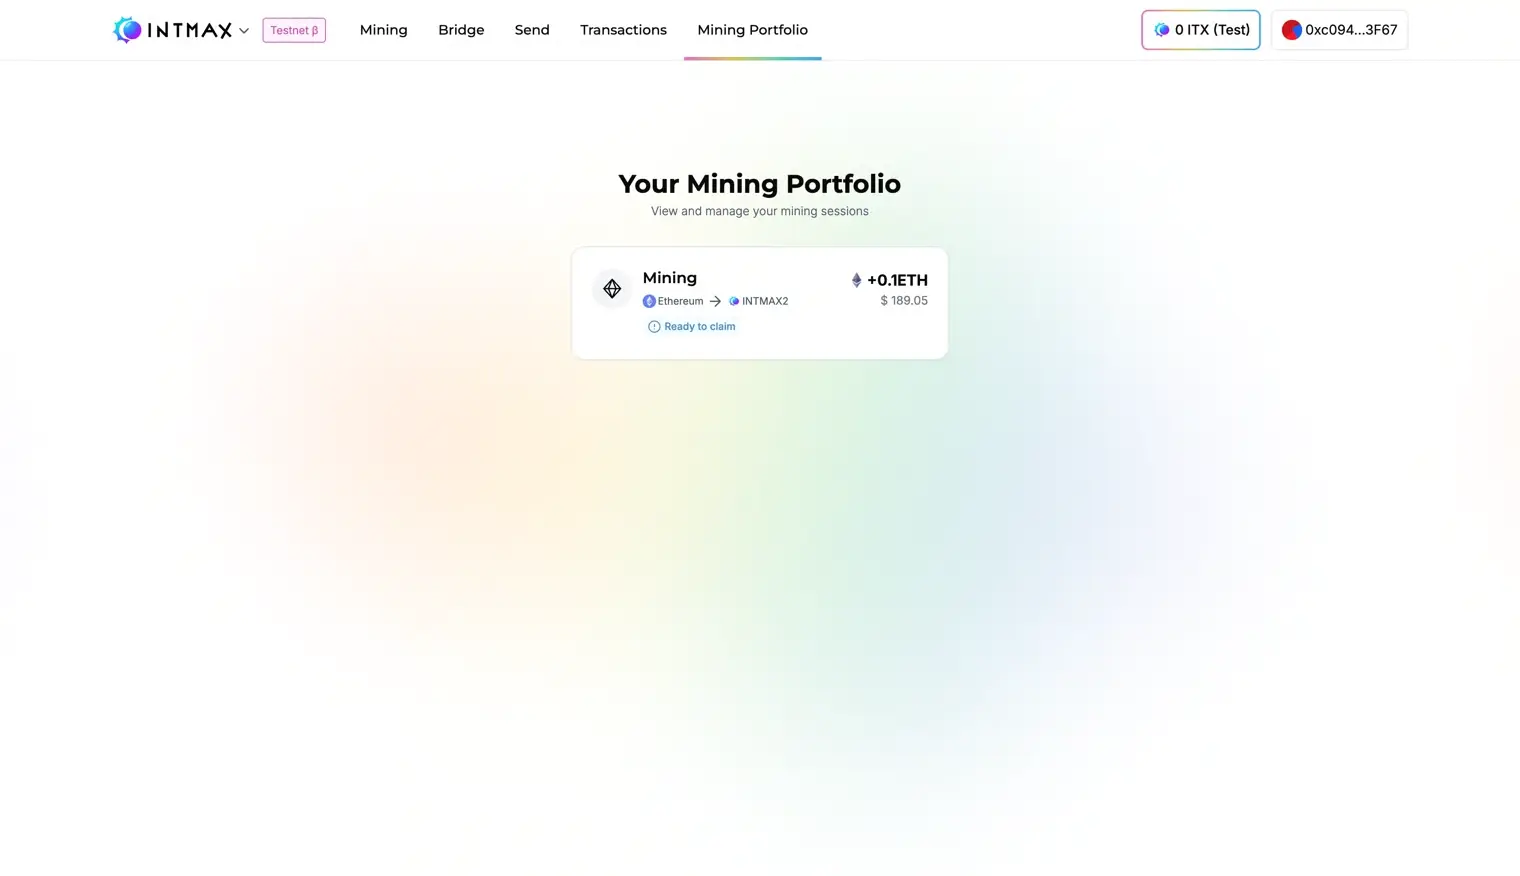 INTMAX Testnet β Mining Bridge Send Transactions Mining Portfolio 0 ITX (Test) 0xc094...3F67
Your Mining Portfolio
View and manage your mining sessions
Mining +0.1ETH
Ethereum → INTMAX2 $ 189.05
Ready to claim